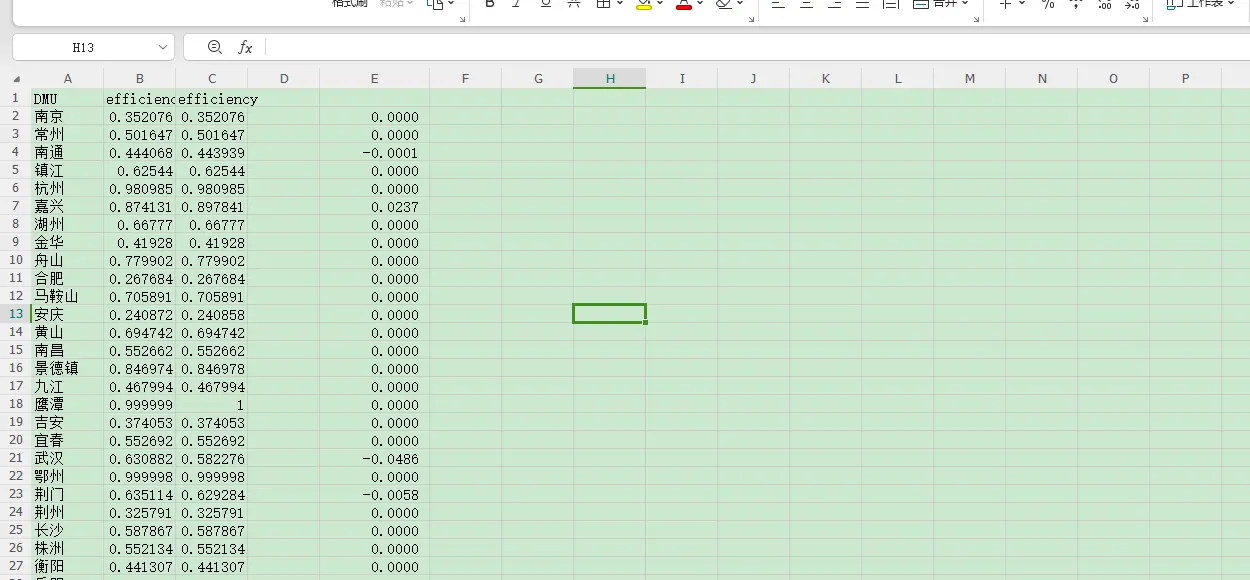 格式刷 粘贴 B I U A 合并 % 工作表
H13 fx
A B C D E F G H I J K L M N O P
1 DMU efficienc efficiency
2 南京 0.352076 0.352076 0.0000
3 常州 0.501647 0.501647 0.0000
4 南通 0.444068 0.443939 -0.0001
5 镇江 0.62544 0.62544 0.0000
6 杭州 0.980985 0.980985 0.0000
7 嘉兴 0.874131 0.897841 0.0237
8 湖州 0.66777 0.66777 0.0000
9 金华 0.41928 0.41928 0.0000
10 舟山 0.779902 0.779902 0.0000
11 合肥 0.267684 0.267684 0.0000
12 马鞍山 0.705891 0.705891 0.0000
13 安庆 0.240872 0.240858 0.0000
14 黄山 0.694742 0.694742 0.0000
15 南昌 0.552662 0.552662 0.0000
16 景德镇 0.846974 0.846978 0.0000
17 九江 0.467994 0.467994 0.0000
18 鹰潭 0.999999 1 0.0000
19 吉安 0.374053 0.374053 0.0000
20 宜春 0.552692 0.552692 0.0000
21 武汉 0.630882 0.582276 -0.0486
22 鄂州 0.999998 0.999998 0.0000
23 荆门 0.635114 0.629284 -0.0058
24 荆州 0.325791 0.325791 0.0000
25 长沙 0.587867 0.587867 0.0000
26 株洲 0.552134 0.552134 0.0000
27 衡阳 0.441307 0.441307 0.0000